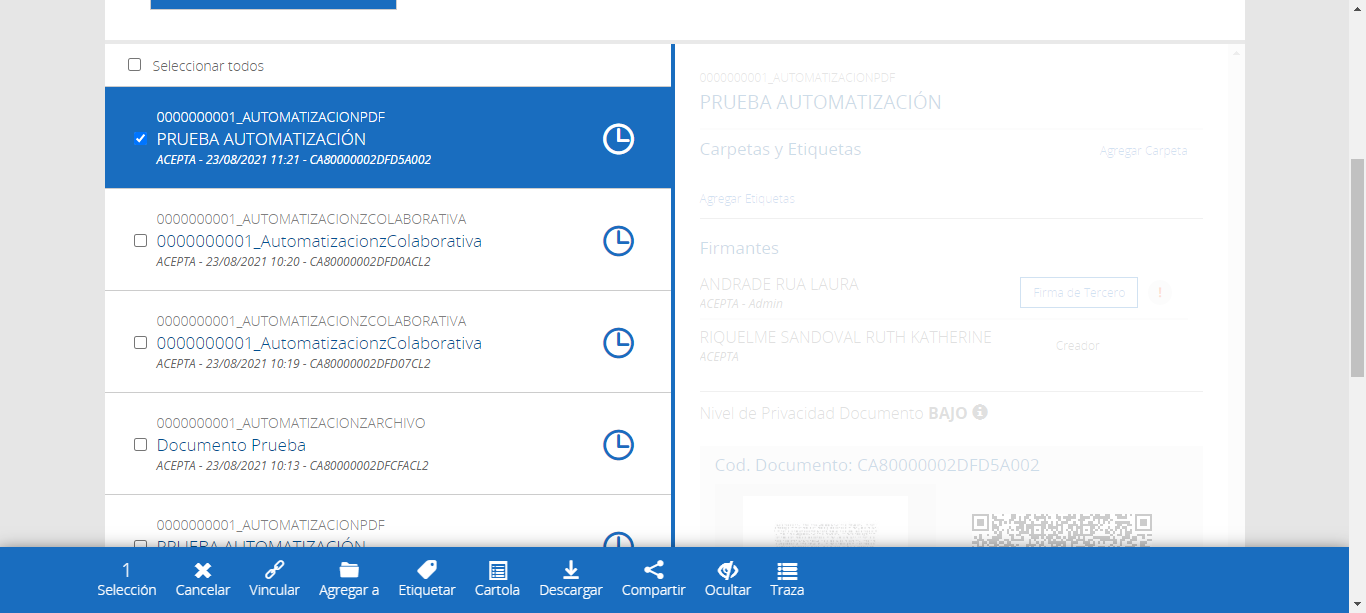 Seleccionar todos
0000000001_AUTOMATIZACIONPDF
PRUEBA AUTOMATIZACIÓN
ACEPTA - 23/08/2021 11:21 - CA80000002DFD5A002
0000000001_AUTOMATIZACIONZCOLABORATIVA
0000000001_AutomatizacionzColaborativa
ACEPTA - 23/08/2021 10:20 - CA80000002DFD0ACL2
0000000001_AUTOMATIZACIONZCOLABORATIVA
0000000001_AutomatizacionzColaborativa
ACEPTA - 23/08/2021 10:19 - CA80000002DFD07CL2
0000000001_AUTOMATIZACIONZARCHIVO
Documento Prueba
ACEPTA - 23/08/2021 10:13 - CA80000002DFCFACL2
0000000001_AUTOMATIZACIONPDF
PRUEBA AUTOMATIZACIÓN
0000000001_AUTOMATIZACIONPDF
PRUEBA AUTOMATIZACIÓN
Carpetas y Etiquetas
Agregar Carpeta
Agregar Etiquetas
Firmantes
ANDRADE RUA LAURA
ACEPTA - Admin
Firma de Tercero
!
RIQUELME SANDOVAL RUTH KATHERINE
ACEPTA
Creador
Nivel de Privacidad Documento BAJO
Cod. Documento: CA80000002DFD5A002
1
Selección
Cancelar
Vincular
Agregar a
Etiquetar
Cartola
Descargar
Compartir
Ocultar
Traza